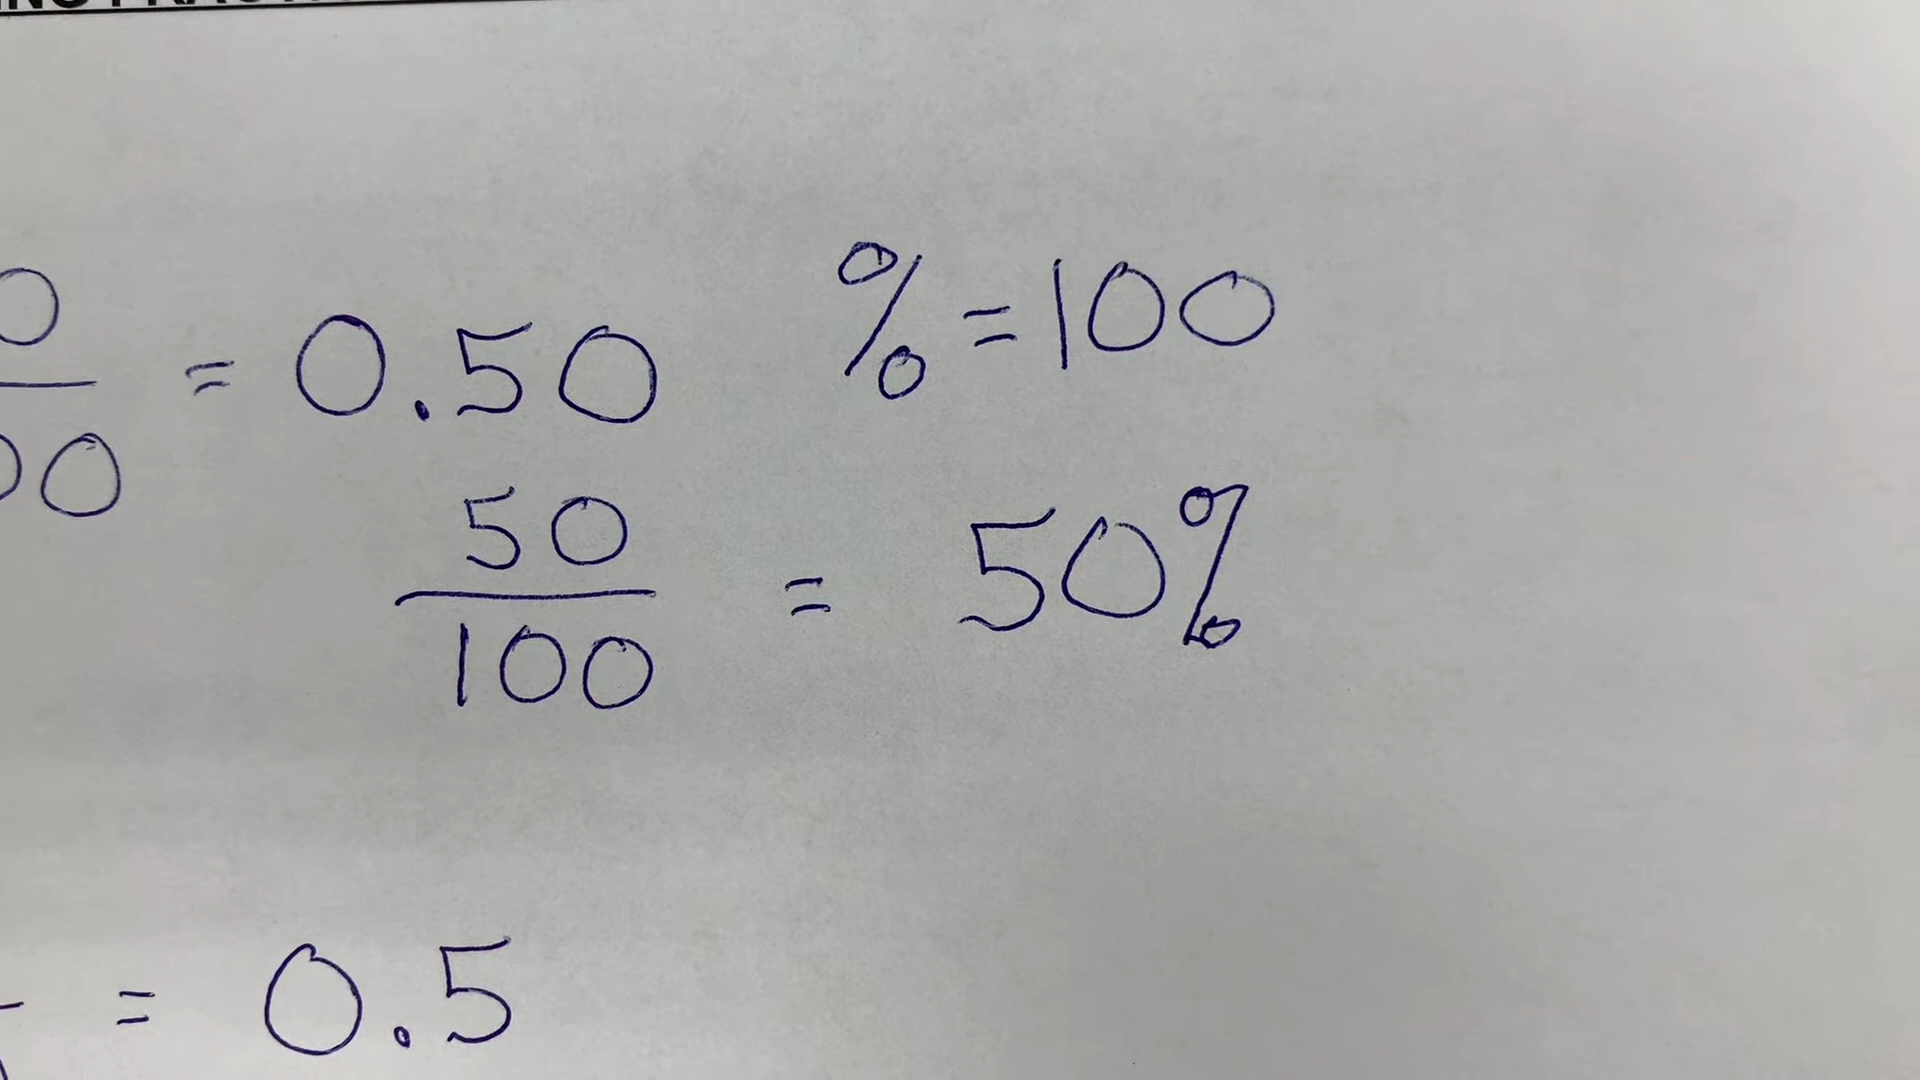 = 0.50 % = 100
50
100
= 50%
= 0.5